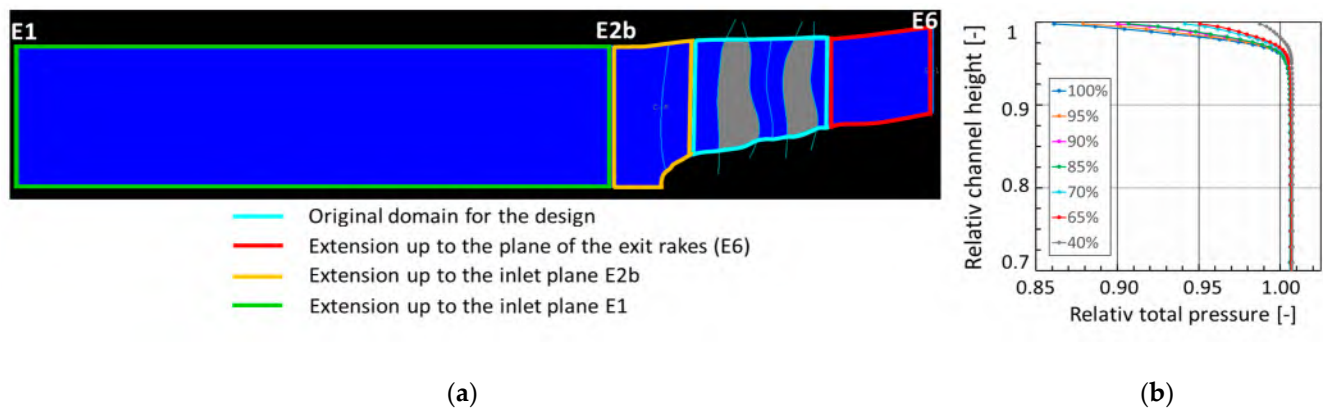 E1
E2b
E6
Original domain for the design
Extension up to the plane of the exit rakes (E6)
Extension up to the inlet plane E2b
Extension up to the inlet plane E1
(a)
Relativ channel height [-]
1
0.9
0.8
0.7
100%
95%
90%
85%
70%
65%
40%
0.85
0.90
0.95
1.00
Relativ total pressure [-]
(b)